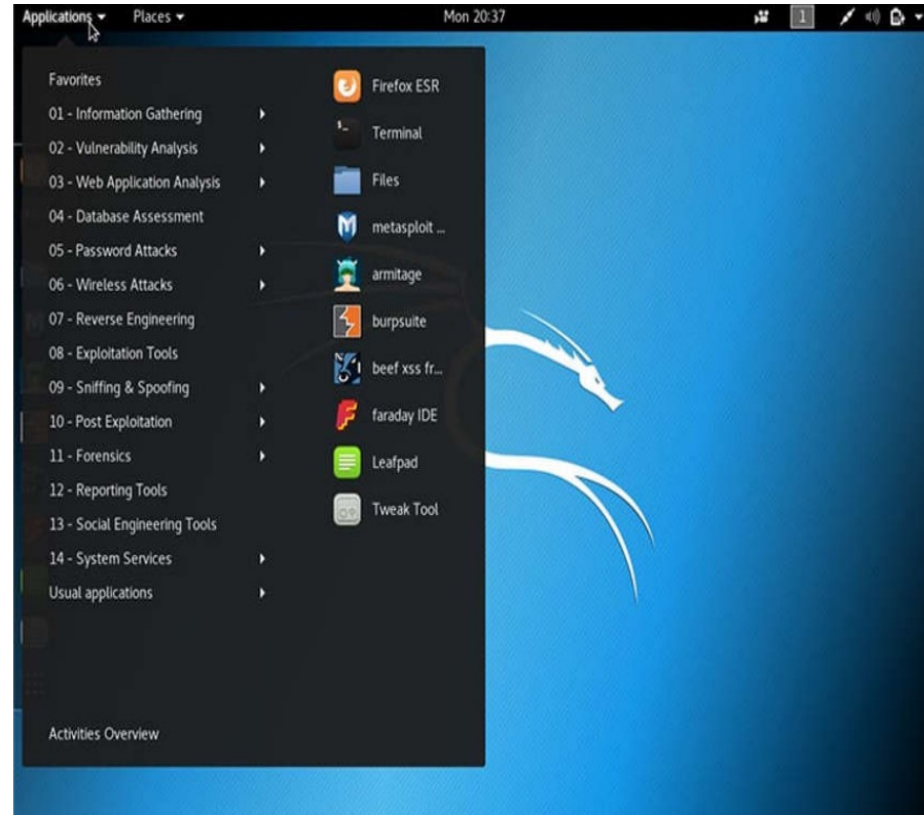 Applications Places Mon 20:37 1
Favorites
01 - Information Gathering
02 - Vulnerability Analysis
03 - Web Application Analysis
04 - Database Assessment
05 - Password Attacks
06 - Wireless Attacks
07 - Reverse Engineering
08 - Exploitation Tools
09 - Sniffing & Spoofing
10 - Post Exploitation
11 - Forensics
12 - Reporting Tools
13 - Social Engineering Tools
14 - System Services
Usual applications
Activities Overview
Firefox ESR
Terminal
Files
metasploit ...
armitage
burpsuite
beef xss fr...
faraday IDE
Leafpad
Tweak Tool